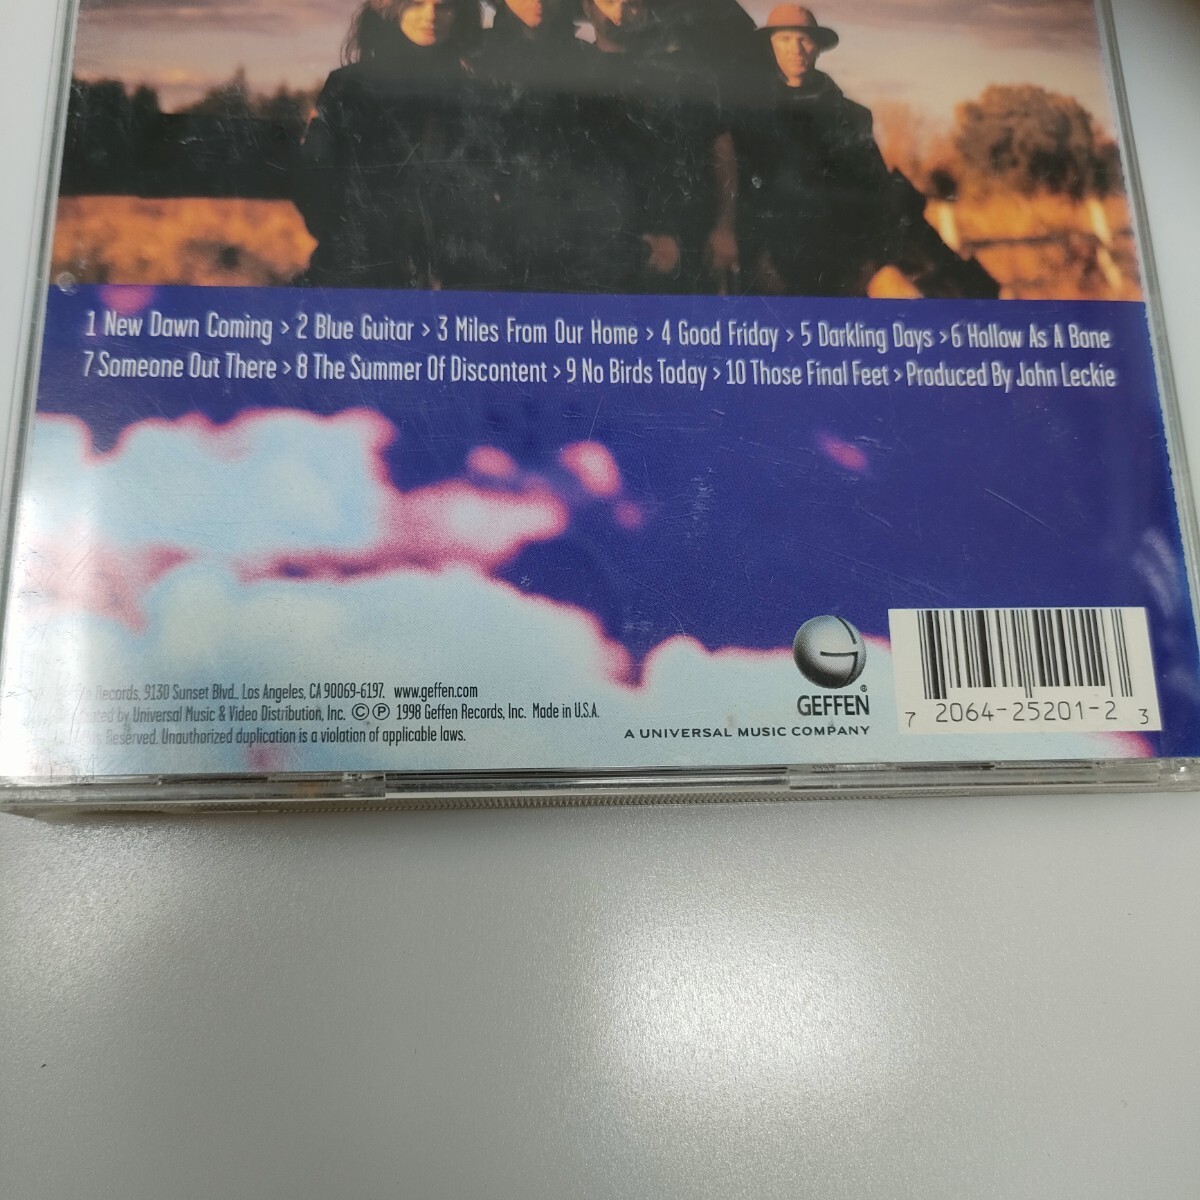 1 New Dawn Coming > 2 Blue Guitar > 3 Miles From Our Home > 4 Good Friday > 5 Darkling Days >6 Hollow As A Bone
7 Someone Out There > 8 The Summer Of Discontent > 9 No Birds Today > 10 Those Final Feet > Produced By John Leckie
Records, 9130 Sunset Blvd., Los Angeles, CA 90069-6197. www.geffen.com
by Universal Music & Video Distribution, Inc. © ℗ 1998 Geffen Records, Inc. Made in U.S.A.
Reserved. Unauthorized duplication is a violation of applicable laws.
GEFFEN®
A UNIVERSAL MUSIC COMPANY
7 2064-25201-2 3